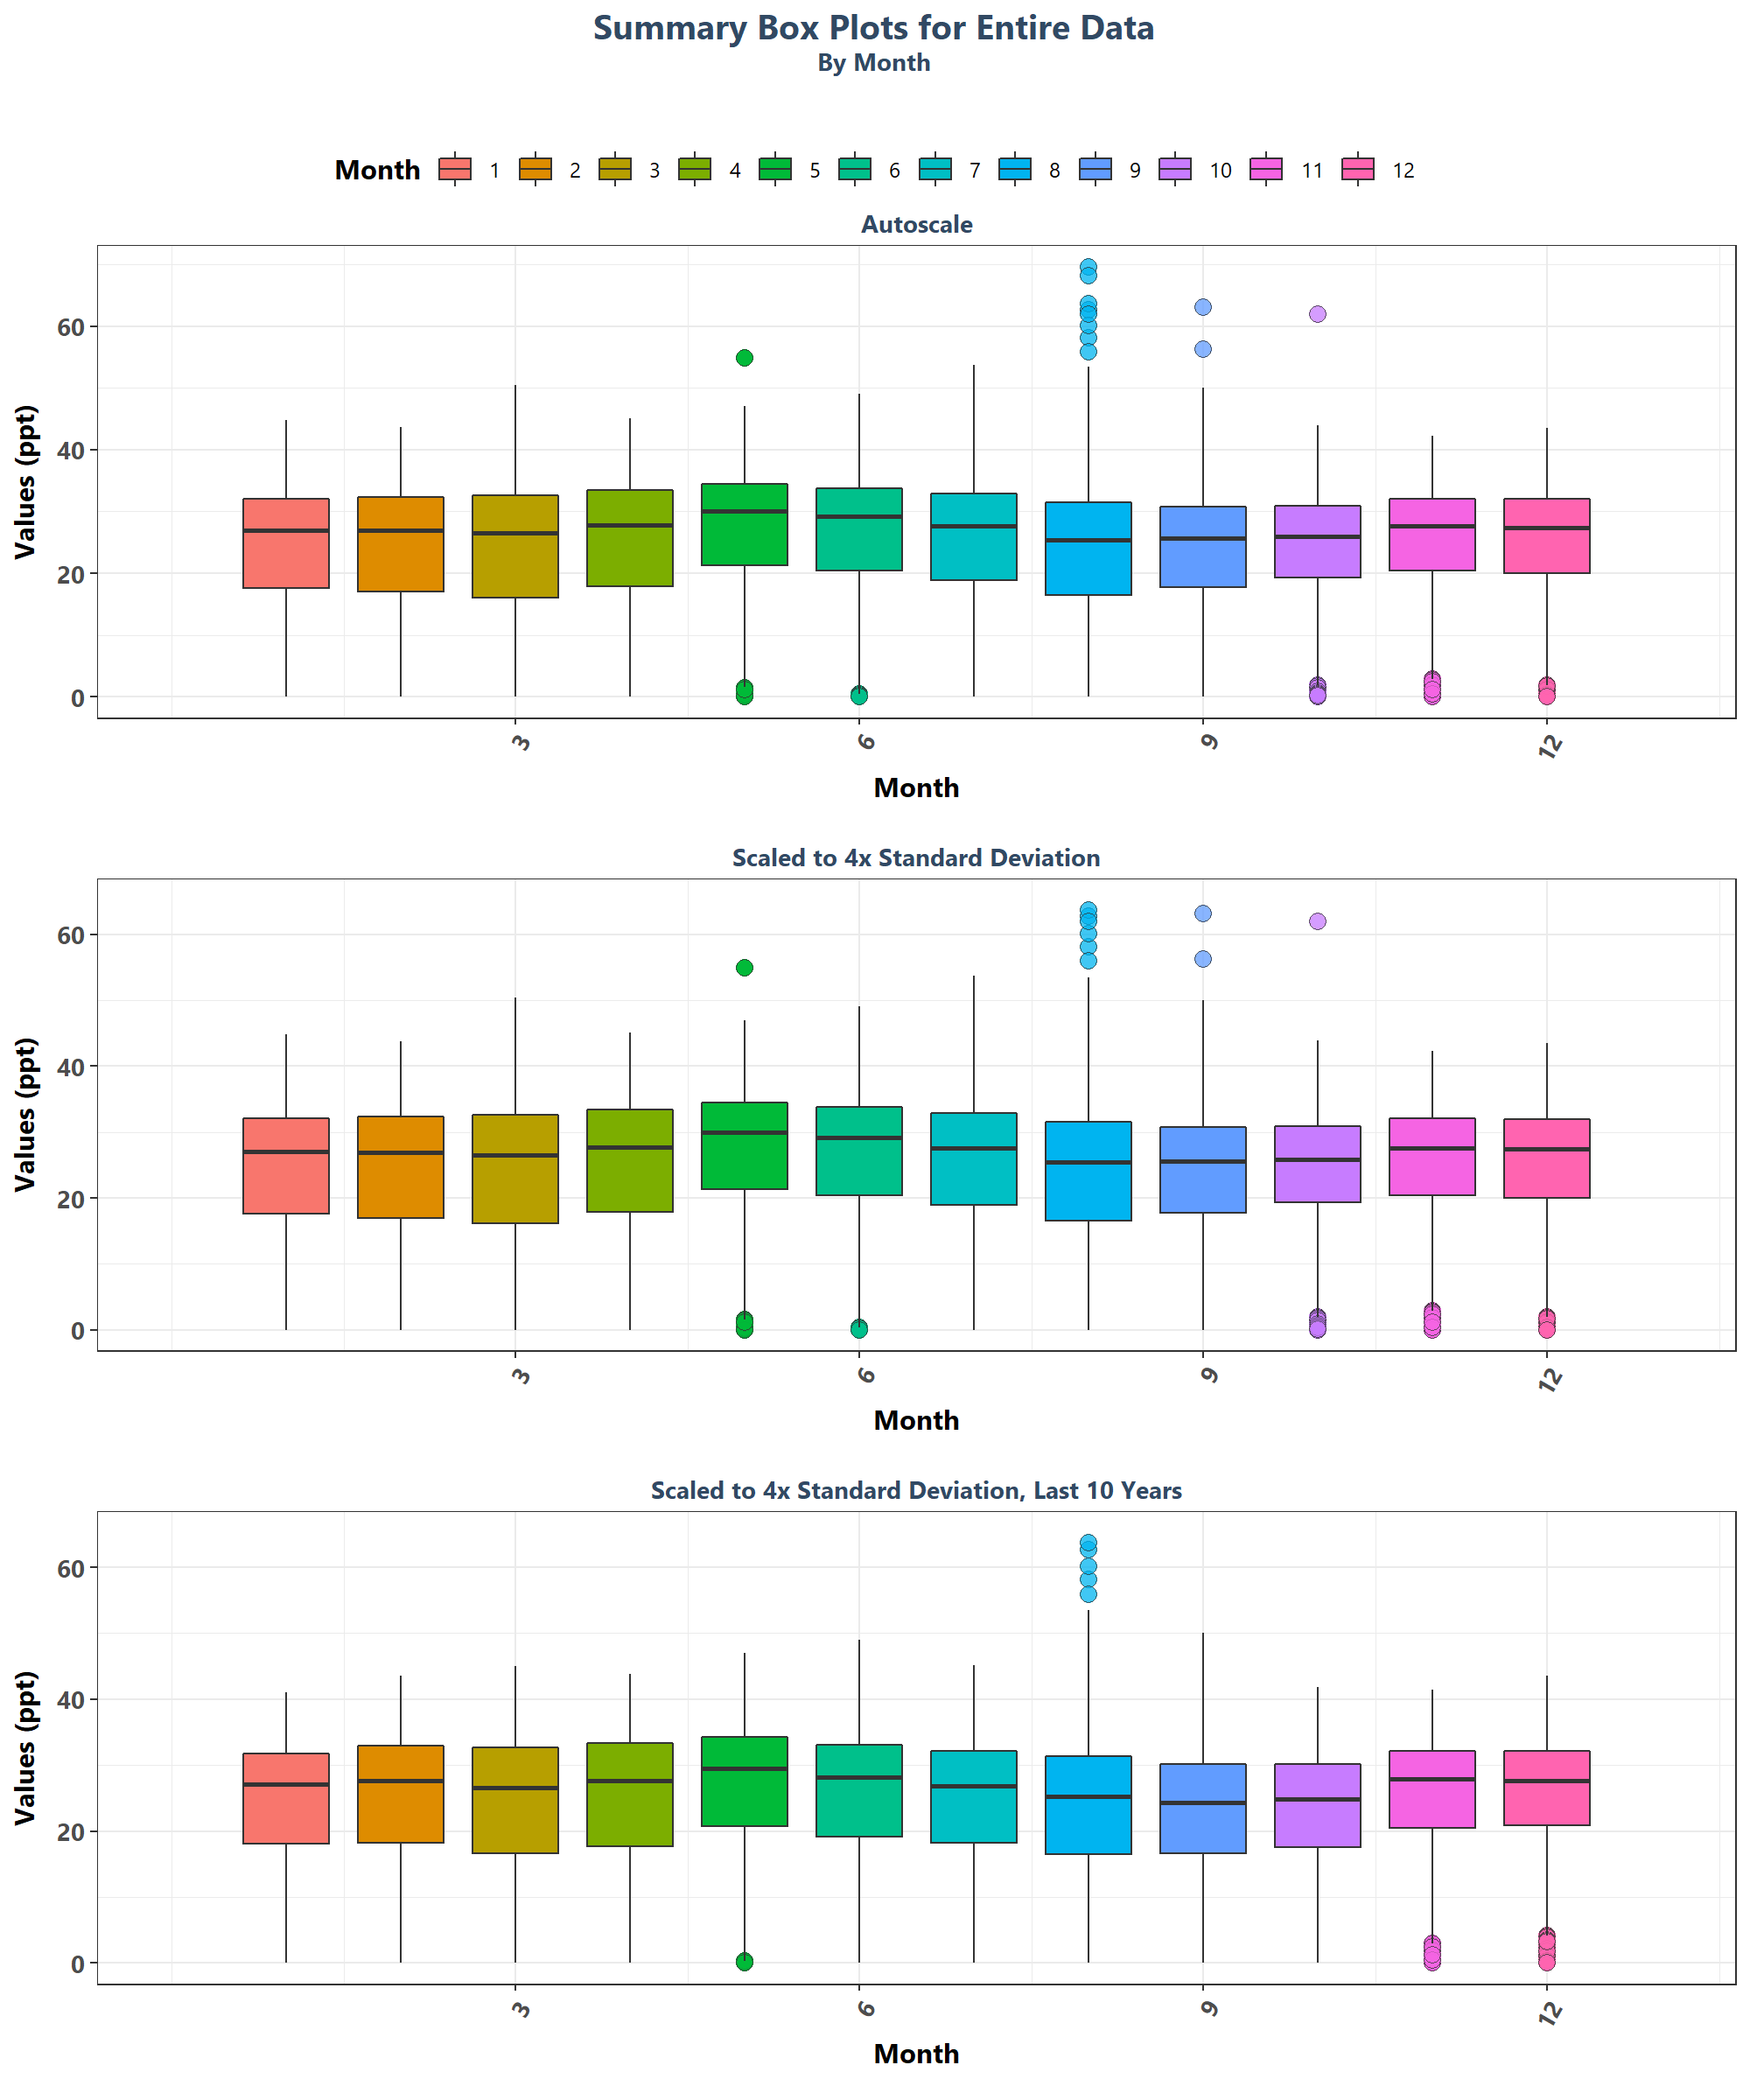 Summary Box Plots for Entire Data
By Month
Month 1 2 3 4 5 6 7 8 9 10 11 12
Autoscale
Values (ppt)
60
40
20
0
3 6 9 12
Month
Scaled to 4x Standard Deviation
Values (ppt)
60
40
20
0
3 6 9 12
Month
Scaled to 4x Standard Deviation, Last 10 Years
Values (ppt)
60
40
20
0
3 6 9 12
Month